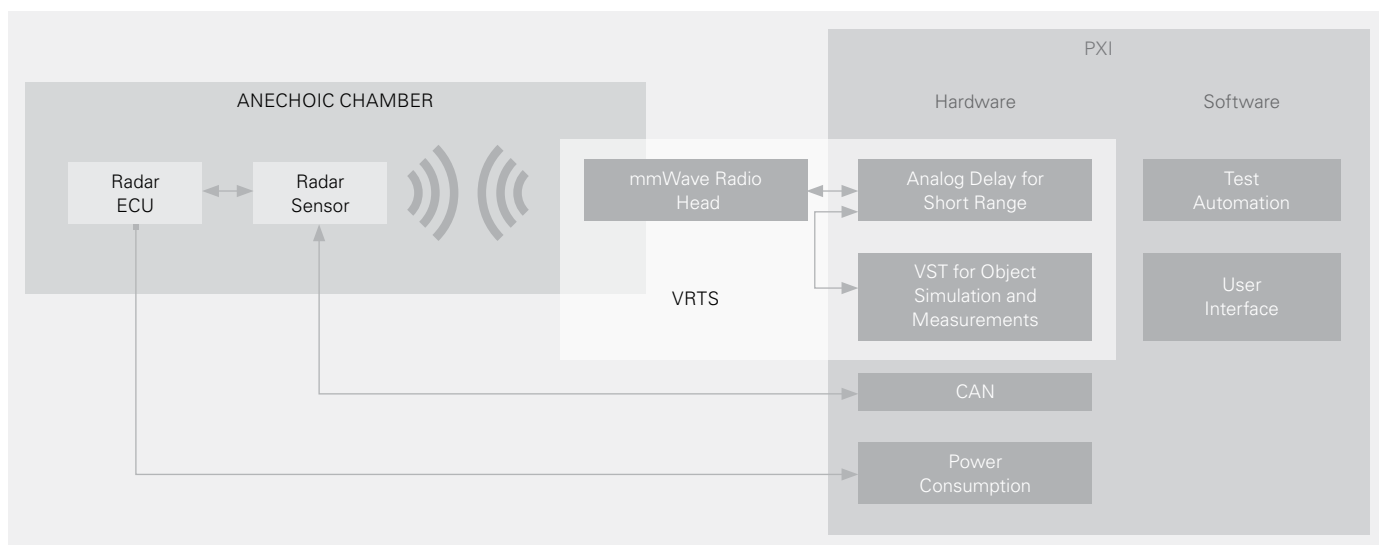 PXI
ANECHOIC CHAMBER
Hardware
Software
Radar
ECU
Radar
Sensor
mmWave Radio
Head
Analog Delay for
Short Range
Test
Automation
VRTS
VST for Object
Simulation and
Measurements
User
Interface
CAN
Power
Consumption